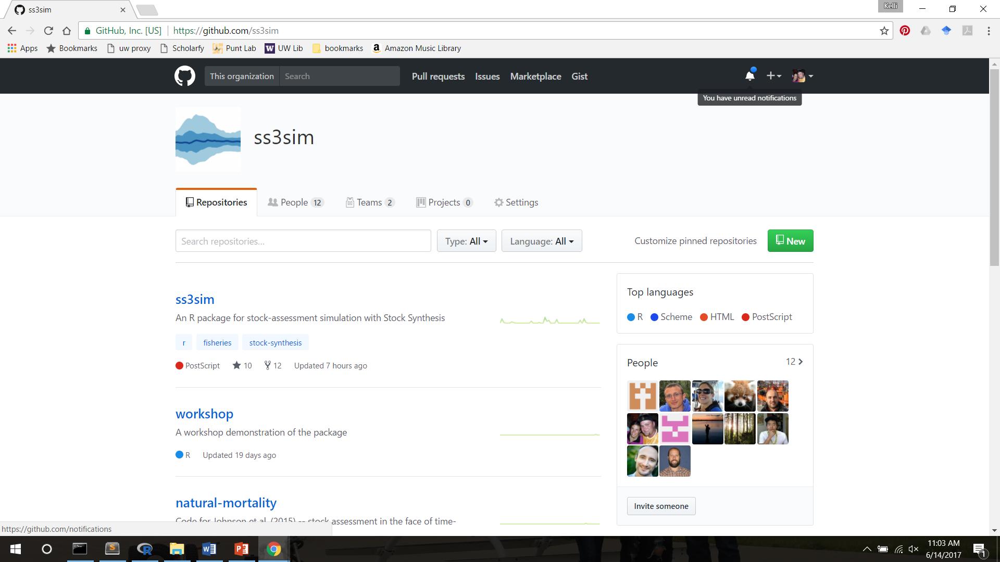 ss3sim
Kelli
GitHub, Inc. [US] https://github.com/ss3sim
Apps Bookmarks uw proxy Scholarfy Punt Lab UW Lib bookmarks Amazon Music Library
This organization Search Pull requests Issues Marketplace Gist
You have unread notifications
ss3sim
Repositories People 12 Teams 2 Projects 0 Settings
Search repositories... Type: All Language: All Customize pinned repositories New
ss3sim
An R package for stock-assessment simulation with Stock Synthesis
r fisheries stock-synthesis
PostScript 10 12 Updated 7 hours ago
workshop
A workshop demonstration of the package
R Updated 19 days ago
natural-mortality
Code for Johnson et al. (2015) -- stock assessment in the face of time-
Top languages
R Scheme HTML PostScript
People 12
Invite someone
https://github.com/notifications
11:03 AM
6/14/2017
1